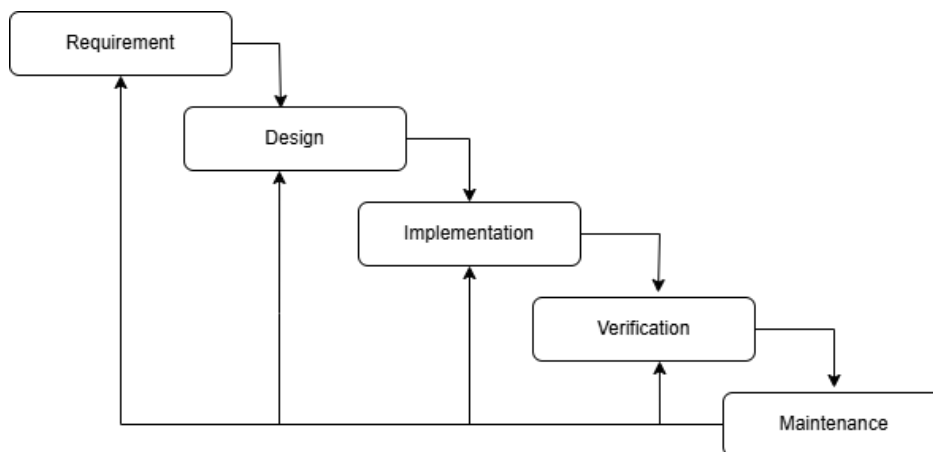 Requirement
Design
Implementation
Verification
Maintenance